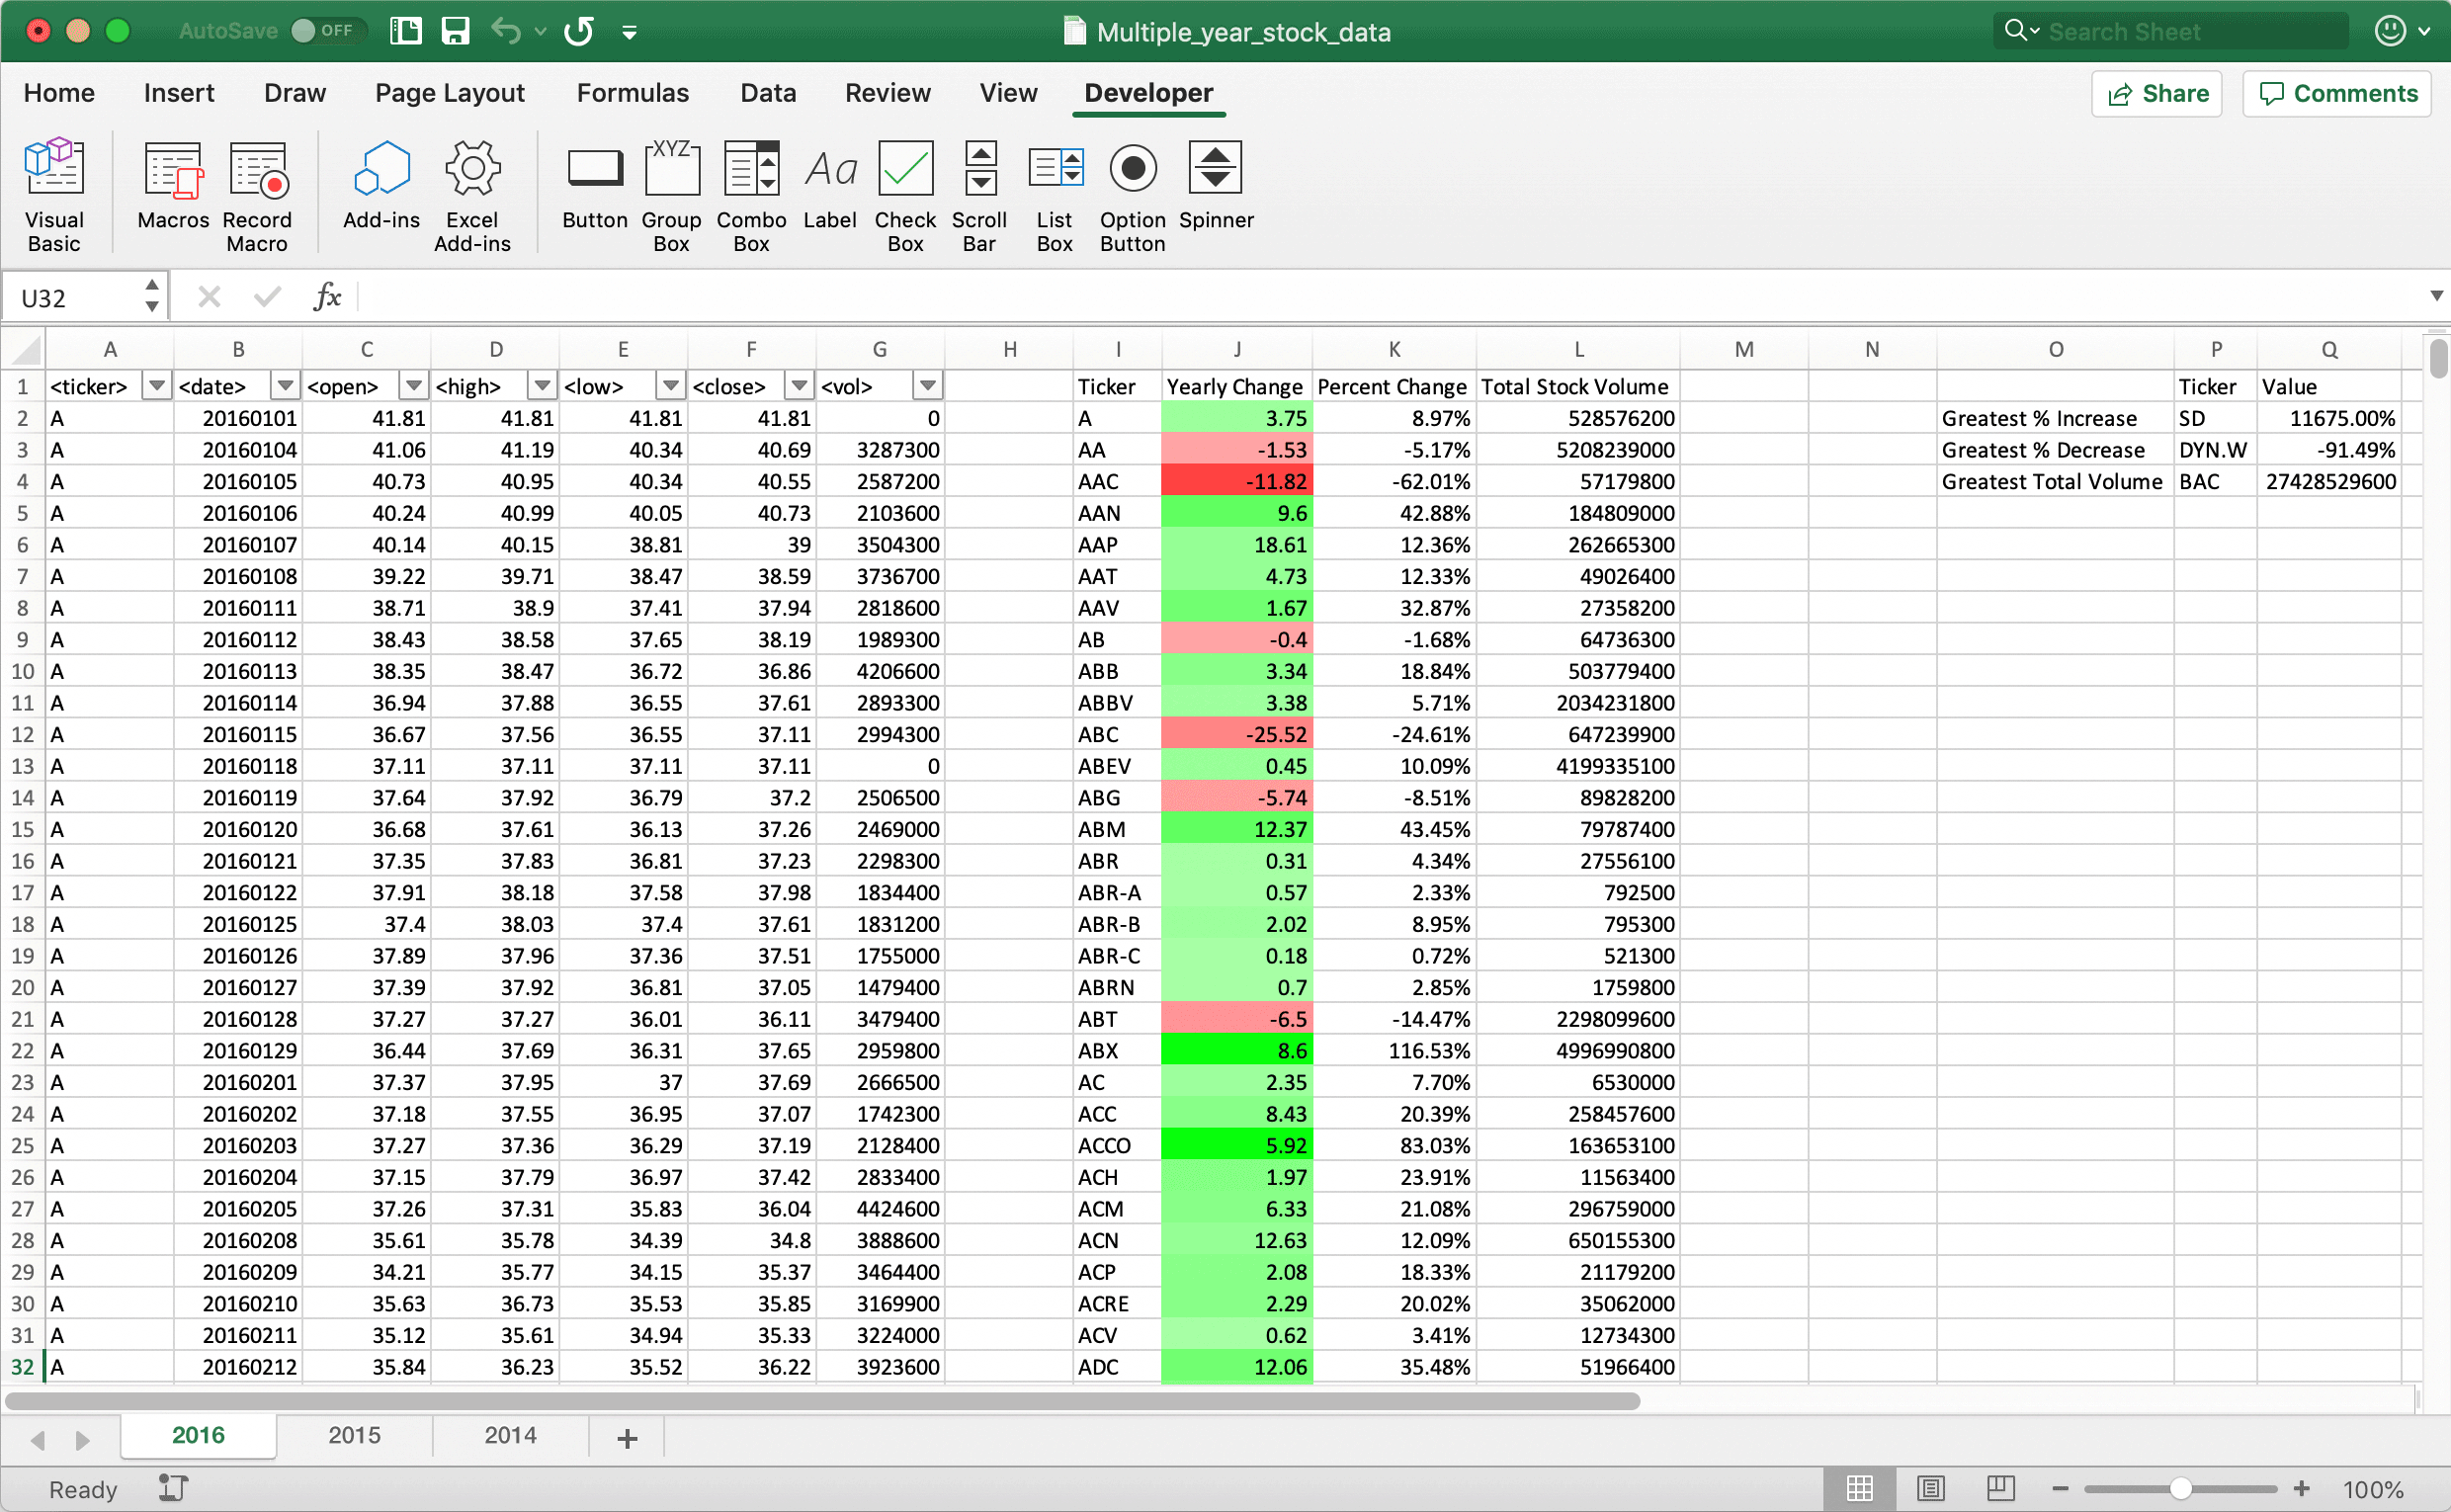 AutoSave OFF Multiple_year_stock_data Search Sheet
Home Insert Draw Page Layout Formulas Data Review View Developer Share Comments
XYZ Aa
Visual Basic Macros Record Macro Add-ins Excel Add-ins Button Group Box Combo Box Label Check Box Scroll Bar List Box Option Button Spinner
U32 fx
A B C D E F G H I J K L M N O P Q
1 <ticker> <date> <open> <high> <low> <close> <vol> Ticker Yearly Change Percent Change Total Stock Volume Ticker Value
2 A 20160101 41.81 41.81 41.81 41.81 0 A 3.75 8.97% 528576200 Greatest % Increase SD 11675.00%
3 A 20160104 41.06 41.19 40.34 40.69 3287300 AA -1.53 -5.17% 5208239000 Greatest % Decrease DYN.W -91.49%
4 A 20160105 40.73 40.95 40.34 40.55 2587200 AAC -11.82 -62.01% 57179800 Greatest Total Volume BAC 27428529600
5 A 20160106 40.24 40.99 40.05 40.73 2103600 AAN 9.6 42.88% 184809000
6 A 20160107 40.14 40.15 38.81 39 3504300 AAP 18.61 12.36% 262665300
7 A 20160108 39.22 39.71 38.47 38.59 3736700 AAT 4.73 12.33% 49026400
8 A 20160111 38.71 38.9 37.41 37.94 2818600 AAV 1.67 32.87% 27358200
9 A 20160112 38.43 38.58 37.65 38.19 1989300 AB -0.4 -1.68% 64736300
10 A 20160113 38.35 38.47 36.72 36.86 4206600 ABB 3.34 18.84% 503779400
11 A 20160114 36.94 37.88 36.55 37.61 2893300 ABBV 3.38 5.71% 2034231800
12 A 20160115 36.67 37.56 36.55 37.11 2994300 ABC -25.52 -24.61% 647239900
13 A 20160118 37.11 37.11 37.11 37.11 0 ABEV 0.45 10.09% 4199335100
14 A 20160119 37.64 37.92 36.79 37.2 2506500 ABG -5.74 -8.51% 89828200
15 A 20160120 36.68 37.61 36.13 37.26 2469000 ABM 12.37 43.45% 79787400
16 A 20160121 37.35 37.83 36.81 37.23 2298300 ABR 0.31 4.34% 27556100
17 A 20160122 37.91 38.18 37.58 37.98 1834400 ABR-A 0.57 2.33% 792500
18 A 20160125 37.4 38.03 37.4 37.61 1831200 ABR-B 2.02 8.95% 795300
19 A 20160126 37.89 37.96 37.36 37.51 1755000 ABR-C 0.18 0.72% 521300
20 A 20160127 37.39 37.92 36.81 37.05 1479400 ABRN 0.7 2.85% 1759800
21 A 20160128 37.27 37.27 36.01 36.11 3479400 ABT -6.5 -14.47% 2298099600
22 A 20160129 36.44 37.69 36.31 37.65 2959800 ABX 8.6 116.53% 4996990800
23 A 20160201 37.37 37.95 37 37.69 2666500 AC 2.35 7.70% 6530000
24 A 20160202 37.18 37.55 36.95 37.07 1742300 ACC 8.43 20.39% 258457600
25 A 20160203 37.27 37.36 36.29 37.19 2128400 ACCO 5.92 83.03% 163653100
26 A 20160204 37.15 37.79 36.97 37.42 2833400 ACH 1.97 23.91% 11563400
27 A 20160205 37.26 37.31 35.83 36.04 4424600 ACM 6.33 21.08% 296759000
28 A 20160208 35.61 35.78 34.39 34.8 3888600 ACN 12.63 12.09% 650155300
29 A 20160209 34.21 35.77 34.15 35.37 3464400 ACP 2.08 18.33% 21179200
30 A 20160210 35.63 36.73 35.53 35.85 3169900 ACRE 2.29 20.02% 35062000
31 A 20160211 35.12 35.61 34.94 35.33 3224000 ACV 0.62 3.41% 12734300
32 A 20160212 35.84 36.23 35.52 36.22 3923600 ADC 12.06 35.48% 51966400
2016 2015 2014 +
Ready 100%